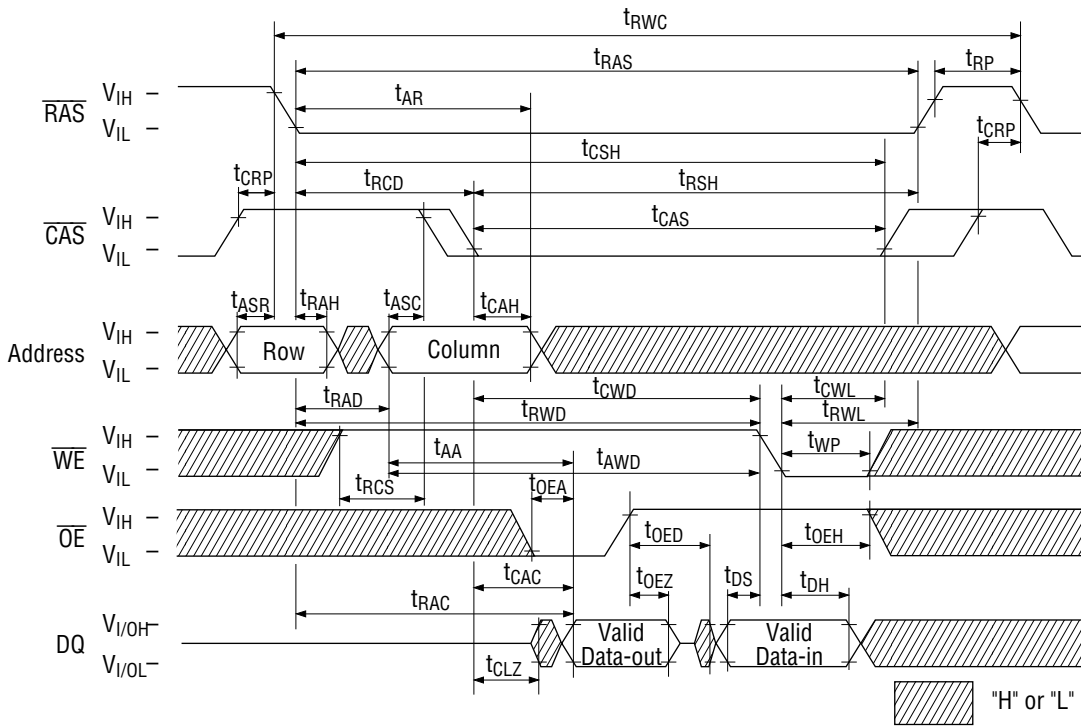 tRWC
tRAS
tRP
tAR
RAS
VIH
VIL
tCRP
tCSH
tCRP
tRCD
tRSH
CAS
VIH
VIL
tCAS
tASR
tRAH
tASC
tCAH
Address
VIH
VIL
Row
Column
tRAD
tCWD
tCWL
tRWD
tRWL
WE
VIH
VIL
tAA
tAWD
tWP
tRCS
tOEA
OE
VIH
VIL
tOED
tOEH
tCAC
tOEZ
tDS
tDH
tRAC
DQ
VI/OH
VI/OL
Valid
Data-out
Valid
Data-in
tCLZ
"H" or "L"